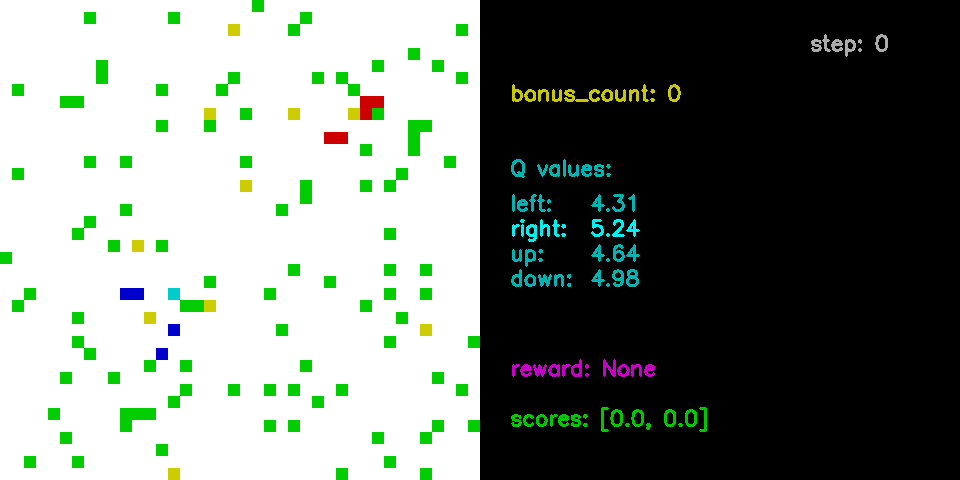 step: 0
bonus_count: 0
Q values:
left: 4.31
right: 5.24
up: 4.64
down: 4.98
reward: None
scores: [0.0, 0.0]